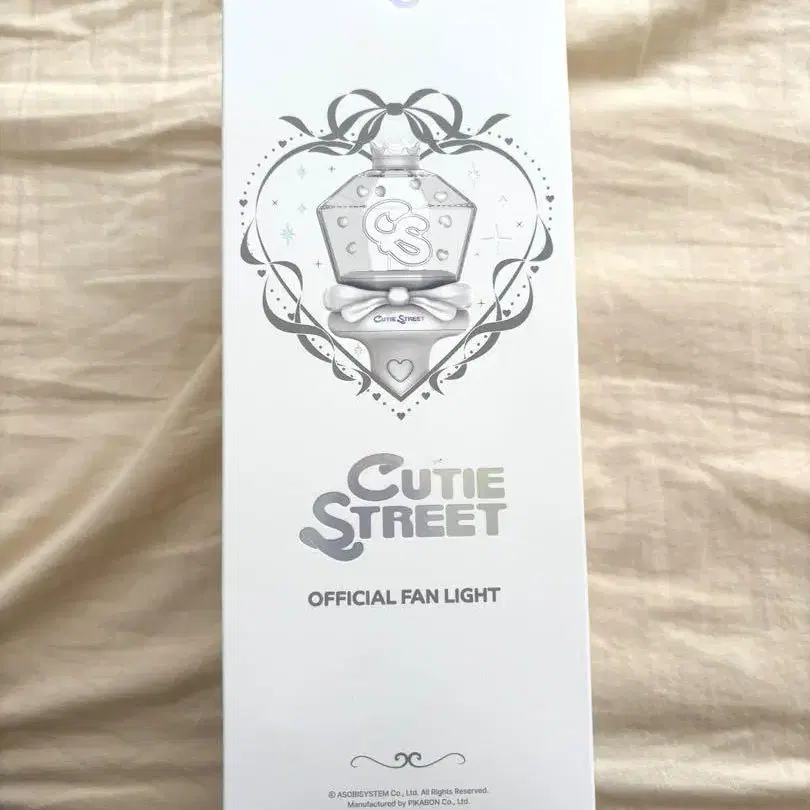 CS
CUTIE STREET
CUTIE
STREET
OFFICIAL FAN LIGHT
© ASOBISYSTEM Co., Ltd. All Rights Reserved.
Manufactured by PIKABON Co., Ltd.